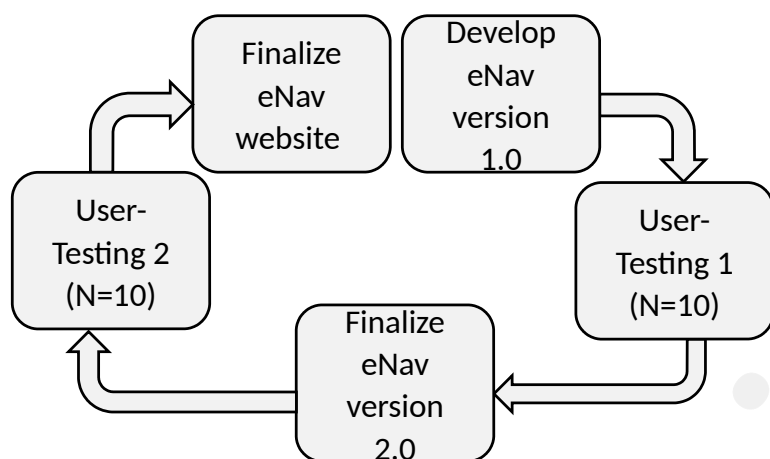 Finalize
eNav
website
Develop
eNav
version
1.0
User-
Testing 2
(N=10)
User-
Testing 1
(N=10)
Finalize
eNav
version
2.0